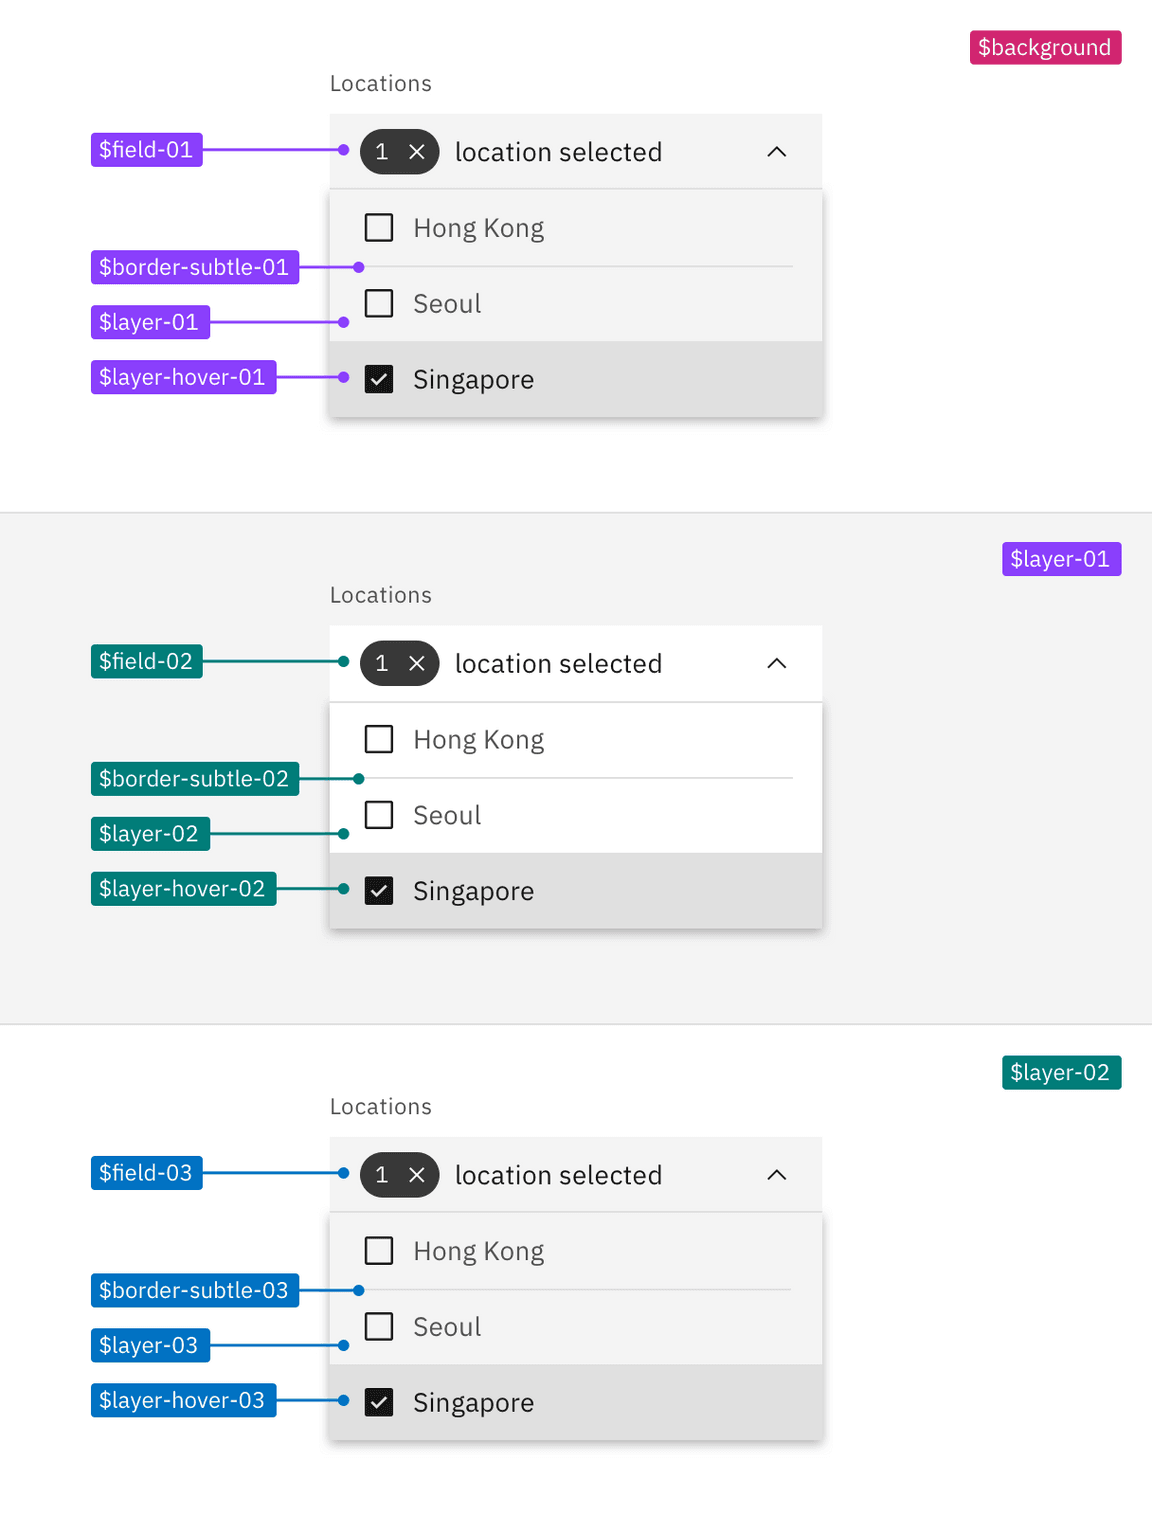 $background
Locations
$field-01
1 location selected
Hong Kong
$border-subtle-01
Seoul
$layer-01
$layer-hover-01
Singapore
$layer-01
Locations
$field-02
1 location selected
Hong Kong
$border-subtle-02
Seoul
$layer-02
$layer-hover-02
Singapore
$layer-02
Locations
$field-03
1 location selected
Hong Kong
$border-subtle-03
Seoul
$layer-03
$layer-hover-03
Singapore